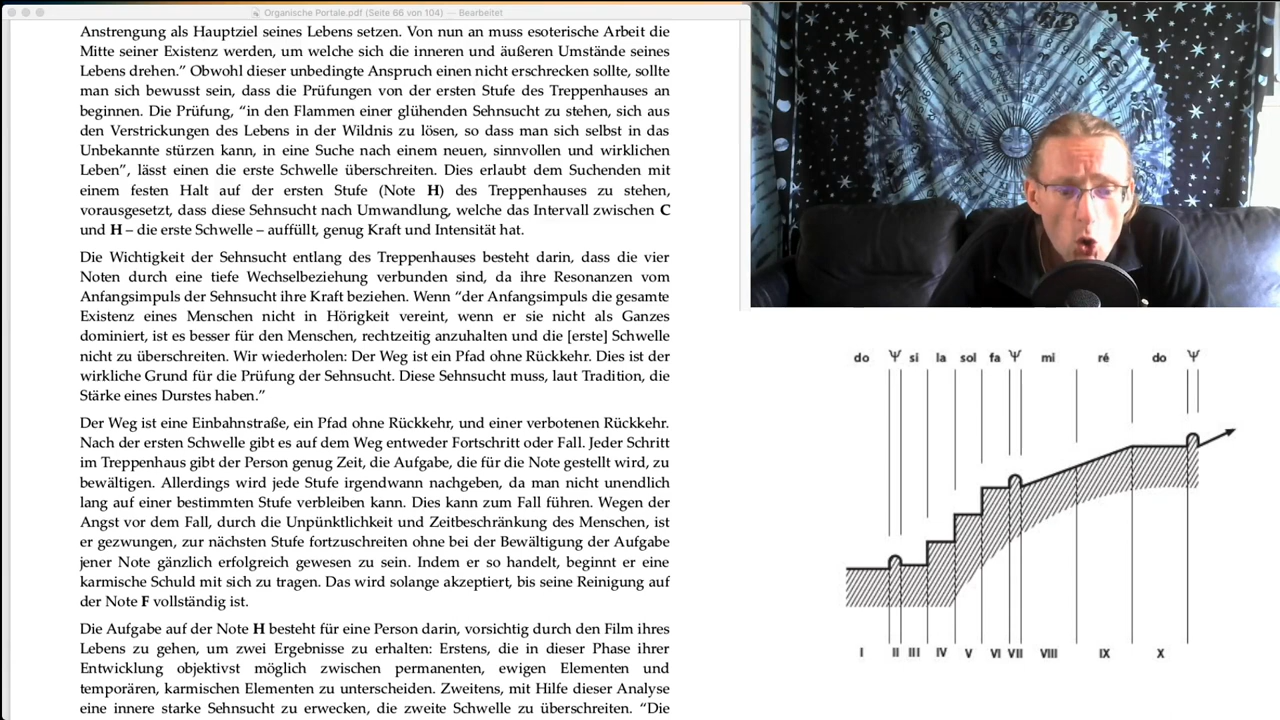 Organische Portale.pdf (Seite 66 von 104) — Bearbeitet
Anstrengung als Hauptziel seines Lebens setzen. Von nun an muss esoterische Arbeit die
Mitte seiner Existenz werden, um welche sich die inneren und äußeren Umstände seines
Lebens drehen.” Obwohl dieser unbedingte Anspruch einen nicht erschrecken sollte, sollte
man sich bewusst sein, dass die Prüfungen von der ersten Stufe des Treppenhauses an
beginnen. Die Prüfung, “in den Flammen einer glühenden Sehnsucht zu stehen, sich aus
den Verstrickungen des Lebens in der Wildnis zu lösen, so dass man sich selbst in das
Unbekannte stürzen kann, in eine Suche nach einem neuen, sinnvollen und wirklichen
Leben”, lässt einen die erste Schwelle überschreiten. Dies erlaubt dem Suchenden mit
einem festen Halt auf der ersten Stufe (Note H) des Treppenhauses zu stehen,
vorausgesetzt, dass diese Sehnsucht nach Umwandlung, welche das Intervall zwischen C
und H – die erste Schwelle – auffüllt, genug Kraft und Intensität hat.
Die Wichtigkeit der Sehnsucht entlang des Treppenhauses besteht darin, dass die vier
Noten durch eine tiefe Wechselbeziehung verbunden sind, da ihre Resonanzen vom
Anfangsimpuls der Sehnsucht ihre Kraft beziehen. Wenn “der Anfangsimpuls die gesamte
Existenz eines Menschen nicht in Hörigkeit vereint, wenn er sie nicht als Ganzes
dominiert, ist es besser für den Menschen, rechtzeitig anzuhalten und die [erste] Schwelle
nicht zu überschreiten. Wir wiederholen: Der Weg ist ein Pfad ohne Rückkehr. Dies ist der
wirkliche Grund für die Prüfung der Sehnsucht. Diese Sehnsucht muss, laut Tradition, die
Stärke eines Durstes haben.”
Der Weg ist eine Einbahnstraße, ein Pfad ohne Rückkehr, und einer verbotenen Rückkehr.
Nach der ersten Schwelle gibt es auf dem Weg entweder Fortschritt oder Fall. Jeder Schritt
im Treppenhaus gibt der Person genug Zeit, die Aufgabe, die für die Note gestellt wird, zu
bewältigen. Allerdings wird jede Stufe irgendwann nachgeben, da man nicht unendlich
lang auf einer bestimmten Stufe verbleiben kann. Dies kann zum Fall führen. Wegen der
Angst vor dem Fall, durch die Unpünktlichkeit und Zeitbeschränkung des Menschen, ist
er gezwungen, zur nächsten Stufe fortzuschreiten ohne bei der Bewältigung der Aufgabe
jener Note gänzlich erfolgreich gewesen zu sein. Indem er so handelt, beginnt er eine
karmische Schuld mit sich zu tragen. Das wird solange akzeptiert, bis seine Reinigung auf
der Note F vollständig ist.
Die Aufgabe auf der Note H besteht für eine Person darin, vorsichtig durch den Film ihres
Lebens zu gehen, um zwei Ergebnisse zu erhalten: Erstens, die in dieser Phase ihrer
Entwicklung objektivst möglich zwischen permanenten, ewigen Elementen und
temporären, karmischen Elementen zu unterscheiden. Zweitens, mit Hilfe dieser Analyse
eine innere starke Sehnsucht zu erwecken, die zweite Schwelle zu überschreiten. “Die
do Ψ si la sol fa Ψ mi ré do Ψ
I II III IV V VI VII VIII IX X